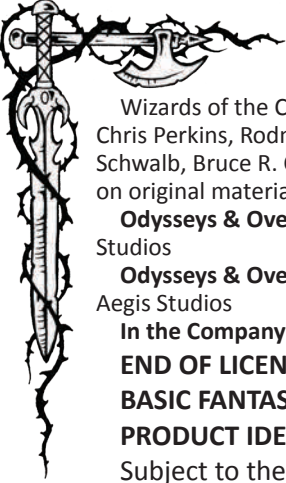 Wizards of the C
Chris Perkins, Rodn
Schwalb, Bruce R. C
on original materia
Odysseys & Ove
Studios
Odysseys & Ove
Aegis Studios
In the Company
END OF LICEN
BASIC FANTAS
PRODUCT IDE
Subject to the